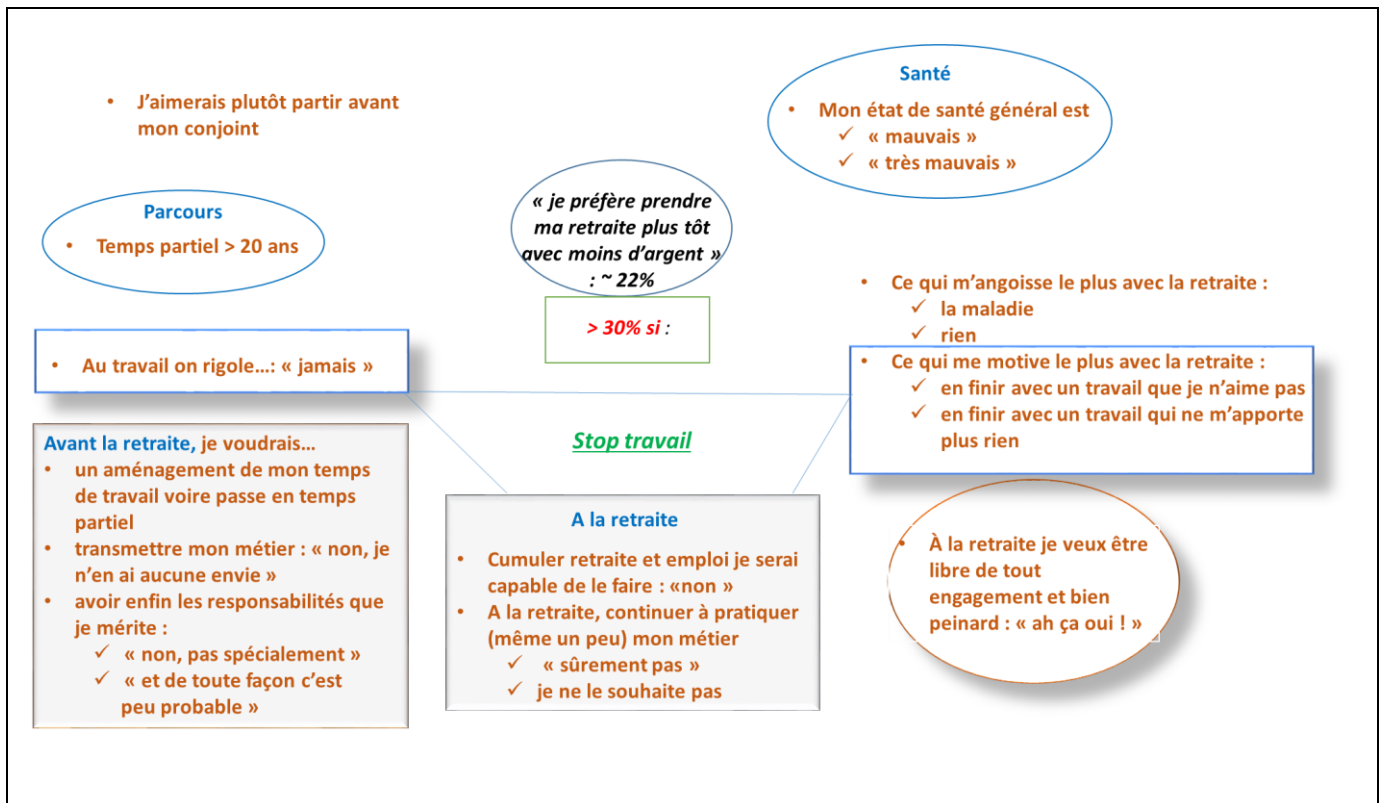 • J'aimerais plutôt partir avant
mon conjoint
Santé
• Mon état de santé général est
✓ « mauvais »
✓ « très mauvais »
Parcours
• Temps partiel > 20 ans
« je préfère prendre
ma retraite plus tôt
avec moins d'argent »
: ~ 22%
> 30% si :
• Au travail on rigole…: « jamais »
• Ce qui m'angoisse le plus avec la retraite :
✓ la maladie
✓ rien
• Ce qui me motive le plus avec la retraite :
✓ en finir avec un travail que je n'aime pas
✓ en finir avec un travail qui ne m'apporte
plus rien
Stop travail
Avant la retraite, je voudrais…
• un aménagement de mon temps
de travail voire passe en temps
partiel
• transmettre mon métier : « non, je
n'en ai aucune envie »
• avoir enfin les responsabilités que
je mérite :
✓ « non, pas spécialement »
✓ « et de toute façon c'est
peu probable »
A la retraite
• Cumuler retraite et emploi je serai
capable de le faire : «non »
• A la retraite, continuer à pratiquer
(même un peu) mon métier
✓ « sûrement pas »
✓ je ne le souhaite pas
• À la retraite je veux être
libre de tout
engagement et bien
peinard : « ah ça oui ! »